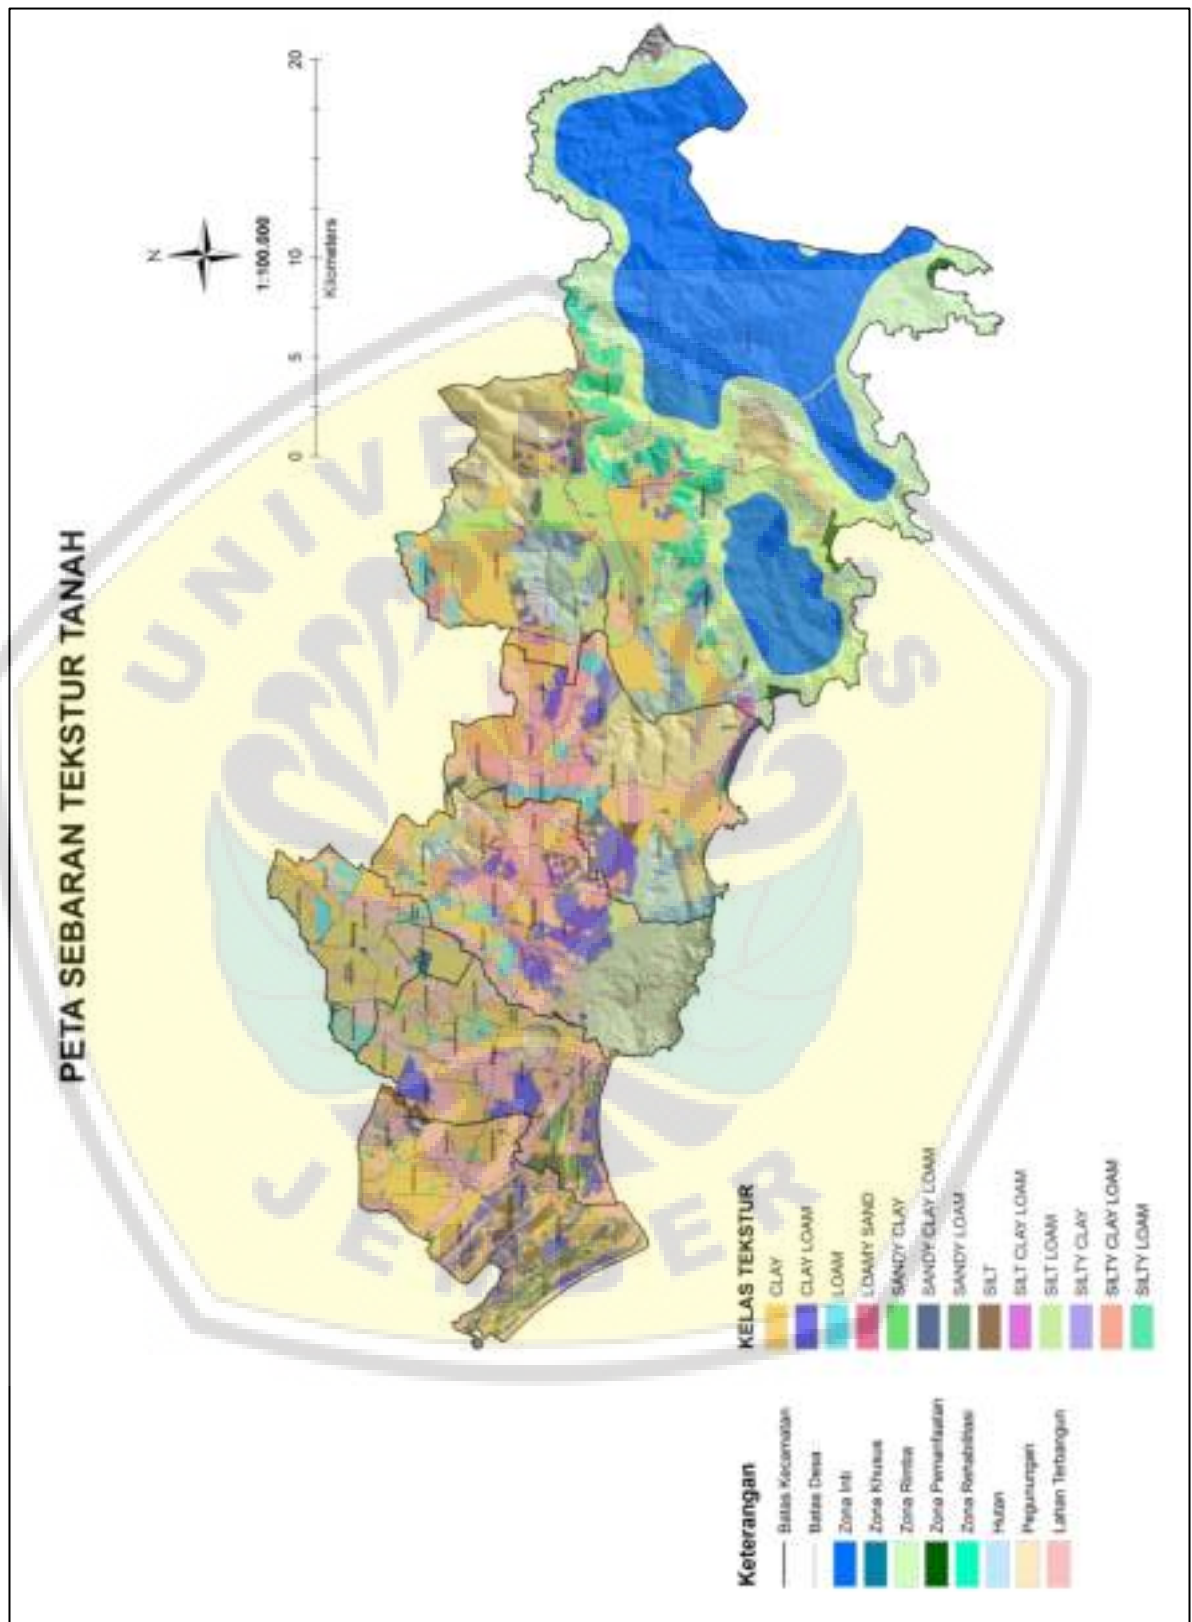 PETA SEBARAN TEKSTUR TANAH
N
1:100.000
0 5 10 20
Kilometers
UNIVERS
JEMBER
Keterangan
Batas Kecamatan
Batas Desa
Zona Inti
Zona Khusus
Zona Rimba
Zona Pemanfaatan
Zona Rehabilitasi
Hutan
Pegunungan
Lahan Terbangun
KELAS TEKSTUR
CLAY
CLAY LOAM
LOAM
LOAMY SAND
SANDY CLAY
SANDY CLAY LOAM
SANDY LOAM
SILT
SILT CLAY LOAM
SILT LOAM
SILTY CLAY
SILTY CLAY LOAM
SILTY LOAM